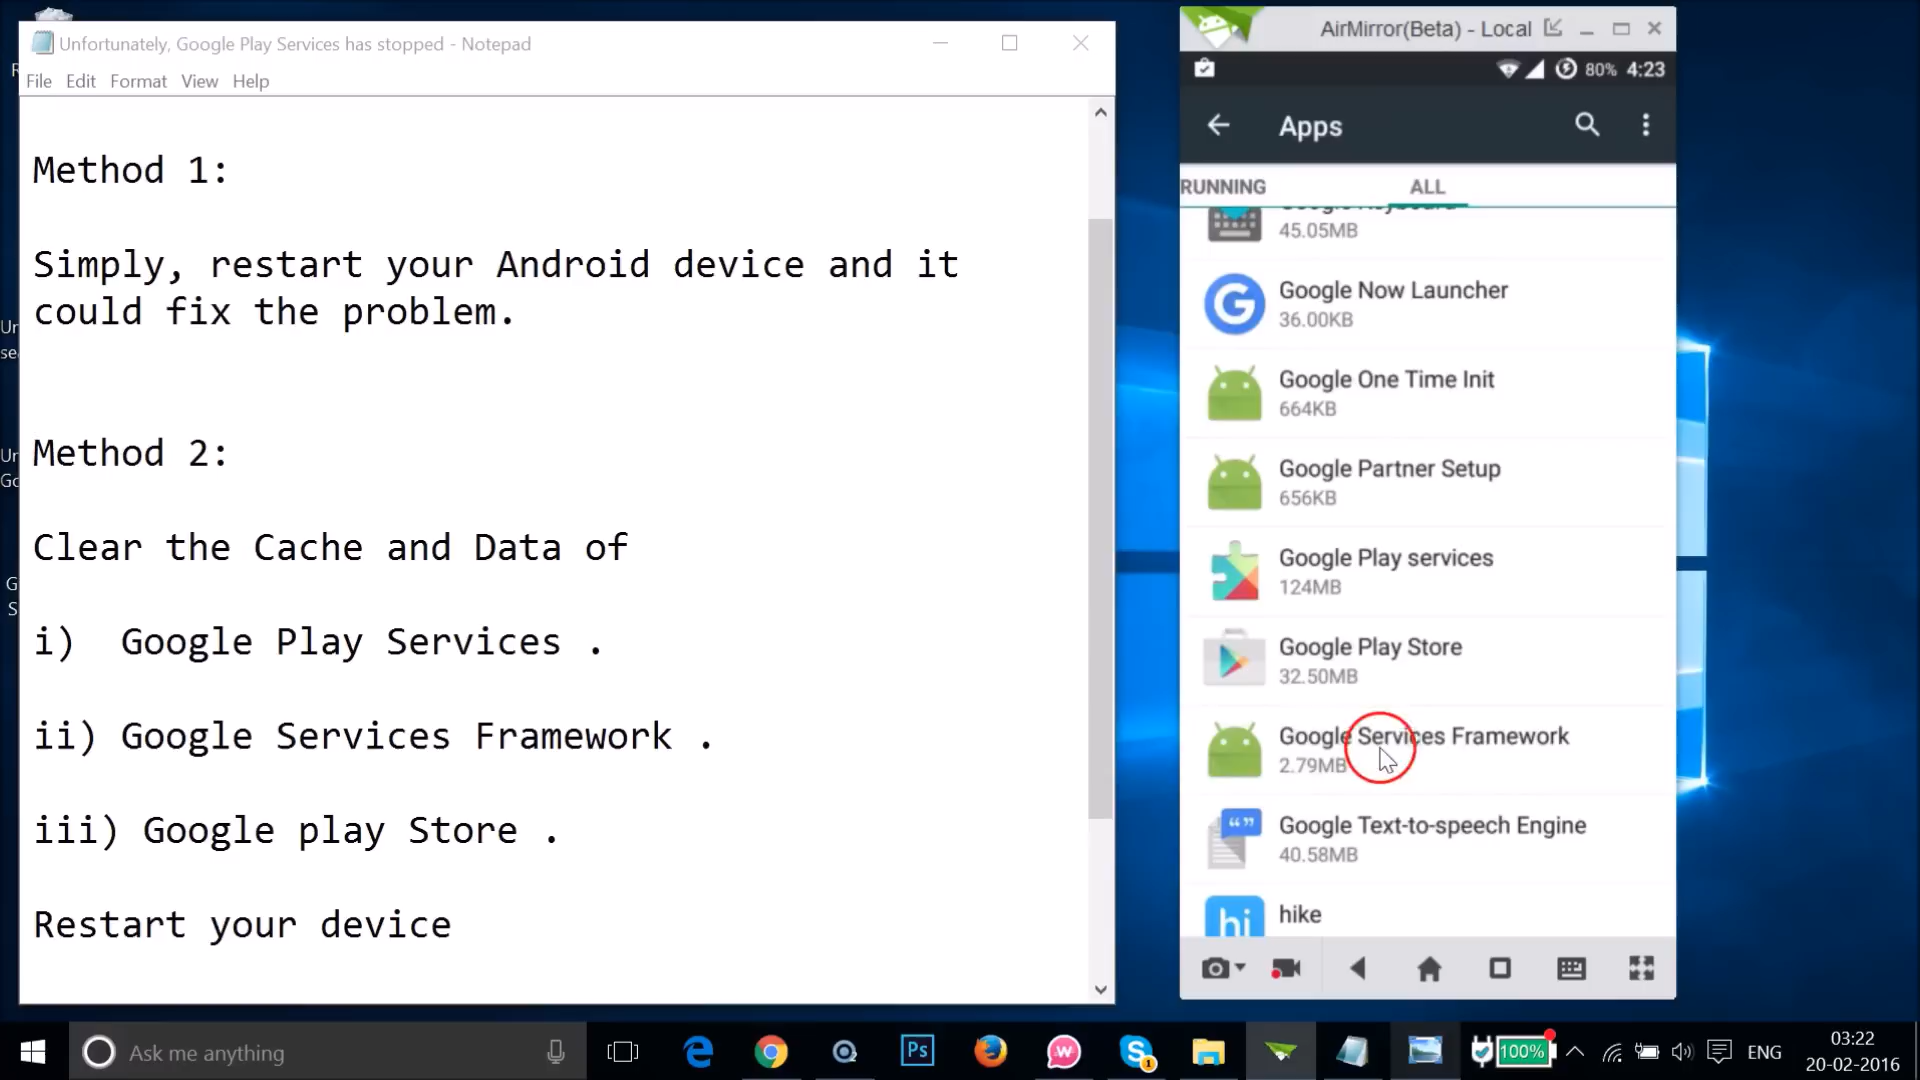 Unfortunately, Google Play Services has stopped - Notepad
File Edit Format View Help
Method 1:
Simply, restart your Android device and it
could fix the problem.
Method 2:
Clear the Cache and Data of
i) Google Play Services .
ii) Google Services Framework .
iii) Google play Store .
Restart your device
AirMirror(Beta) - Local
80% 4:23
Apps
RUNNING ALL
Google Keyboard
45.05MB
Google Now Launcher
36.00KB
Google One Time Init
664KB
Google Partner Setup
656KB
Google Play services
124MB
Google Play Store
32.50MB
Google Services Framework
2.79MB
Google Text-to-speech Engine
40.58MB
hi hike
Ask me anything
Ps
1
100%
ENG
03:22
20-02-2016